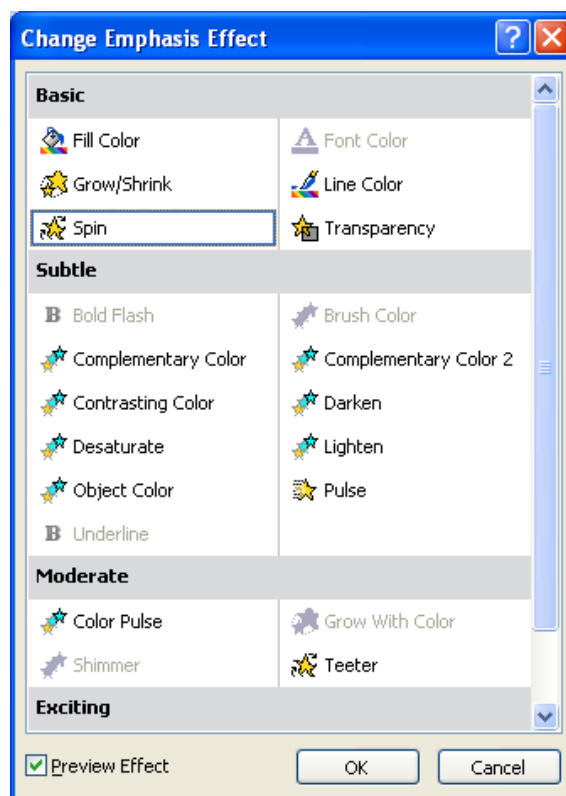 Change Emphasis Effect
Basic
Fill Color
Font Color
Grow/Shrink
Line Color
Spin
Transparency
Subtle
B Bold Flash
Brush Color
Complementary Color
Complementary Color 2
Contrasting Color
Darken
Desaturate
Lighten
Object Color
Pulse
B Underline
Moderate
Color Pulse
Grow With Color
Shimmer
Teeter
Exciting
Preview Effect
OK
Cancel